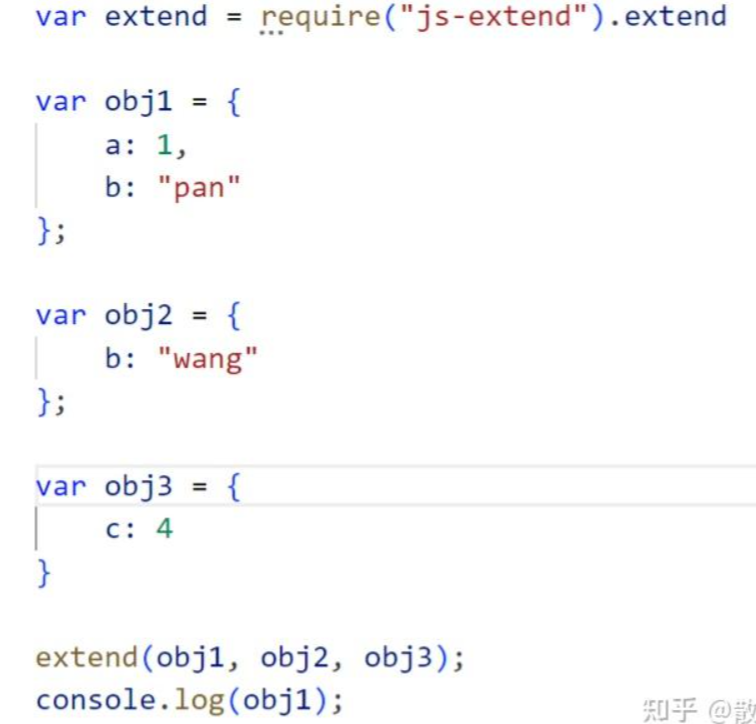 var extend = require("js-extend").extend
var obj1 = {
    a: 1,
    b: "pan"
};
var obj2 = {
    b: "wang"
};
var obj3 = {
    c: 4
}
extend(obj1, obj2, obj3);
console.log(obj1);
知乎 @散